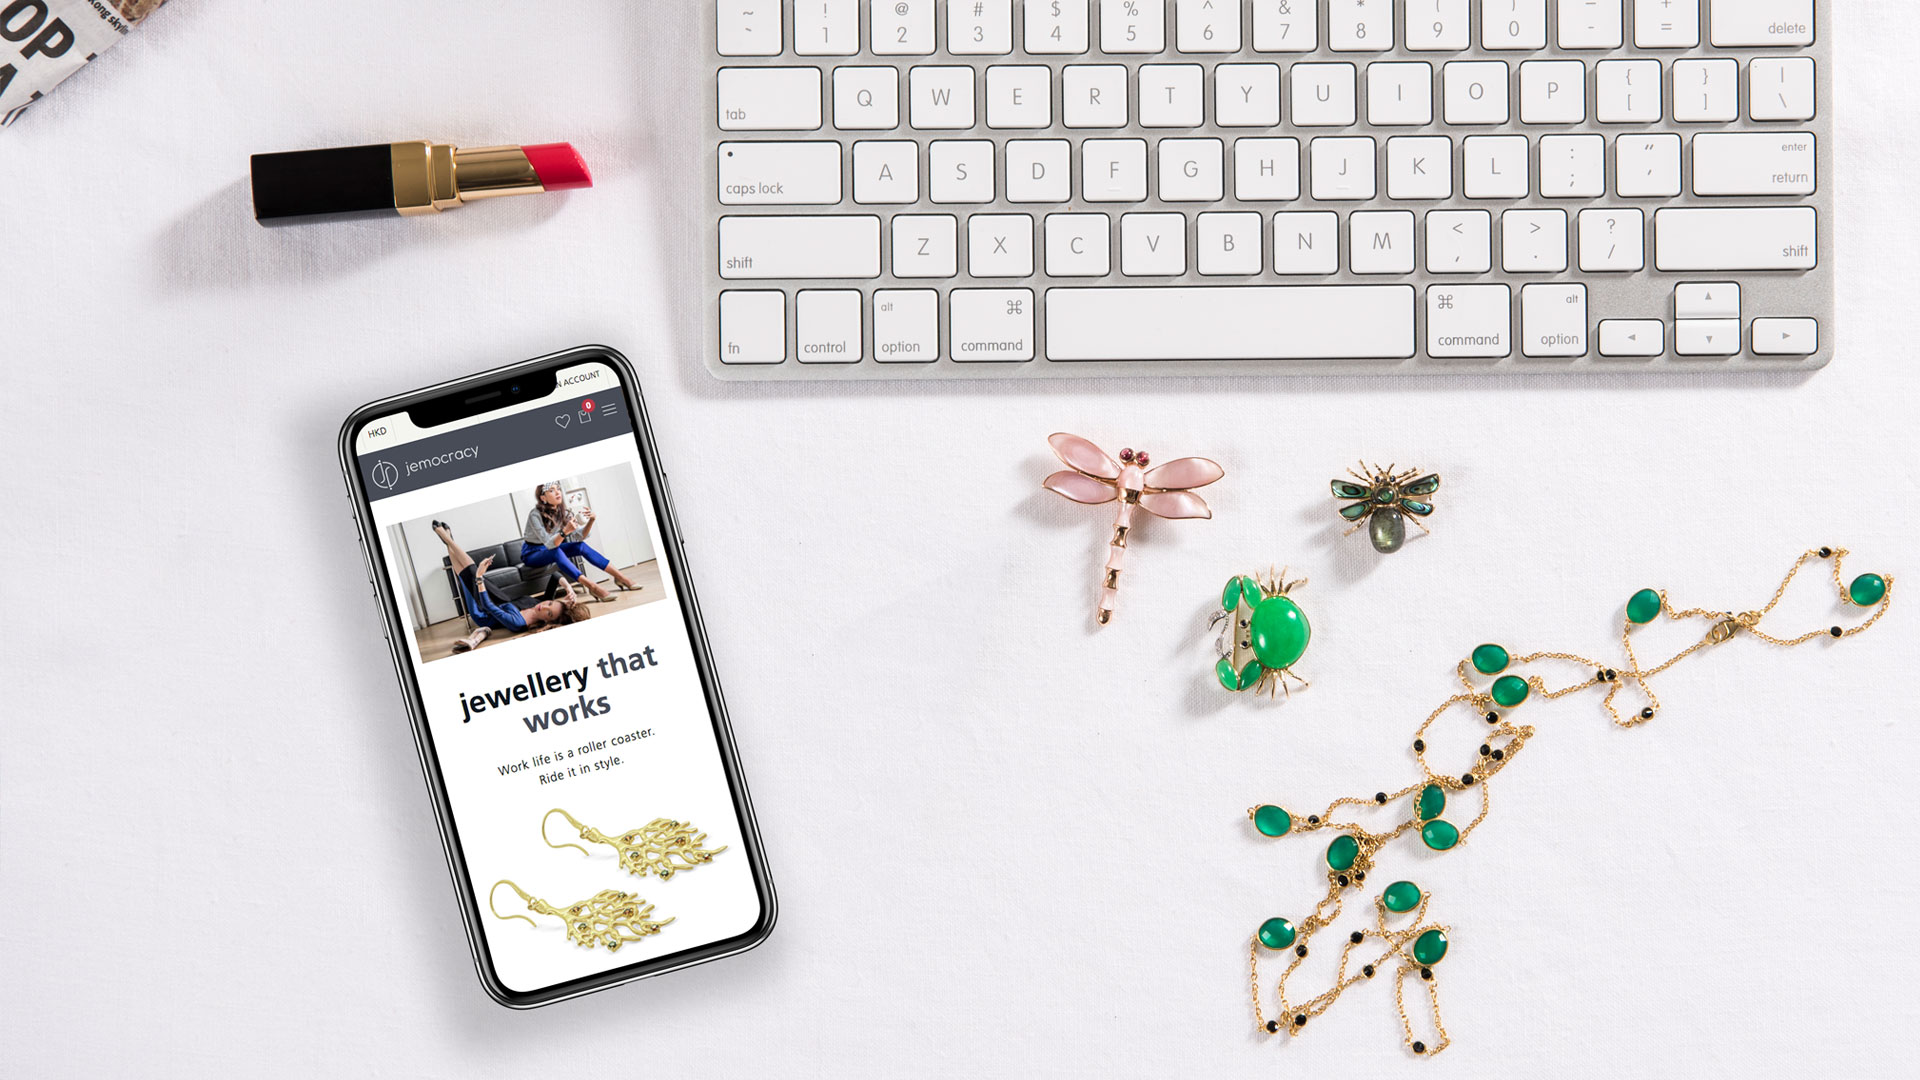 OP
A
ong skylin
~ ! @ # $ % ^ & * ( ) _ +
` 1 2 3 4 5 6 7 8 9 0 - = delete
tab Q W E R T Y U I O P { [ } ] | \
caps lock A S D F G H J K L : ; “ ‘ enter return
shift Z X C V B N M < , > . ? / shift
fn control alt option ⌘ command ⌘ command alt option ◀ ▲ ▼ ▶
HKD
N ACCOUNT
0
jemocracy
jewellery that
works
Work life is a roller coaster.
Ride it in style.